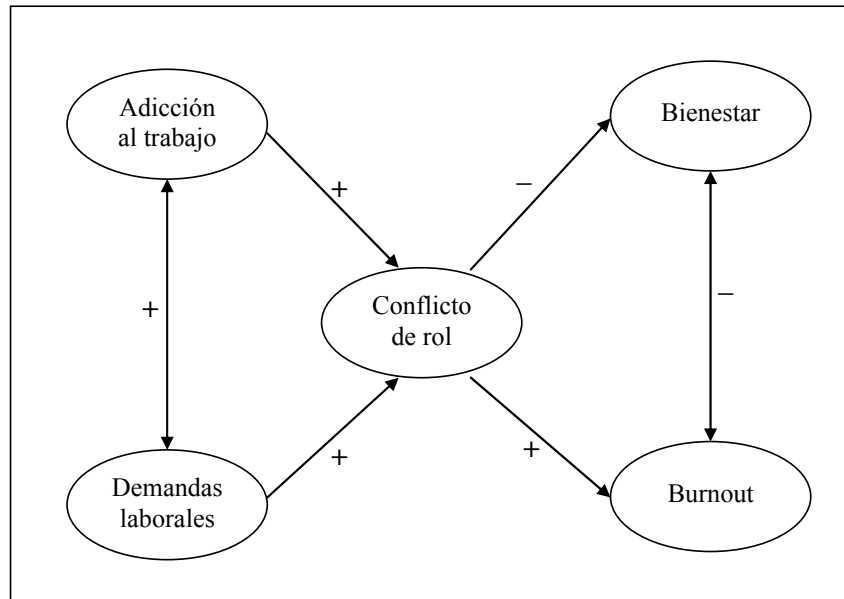 Adicción
al trabajo
Bienestar
+
–
+
Conflicto
de rol
–
+
+
Demandas
laborales
Burnout